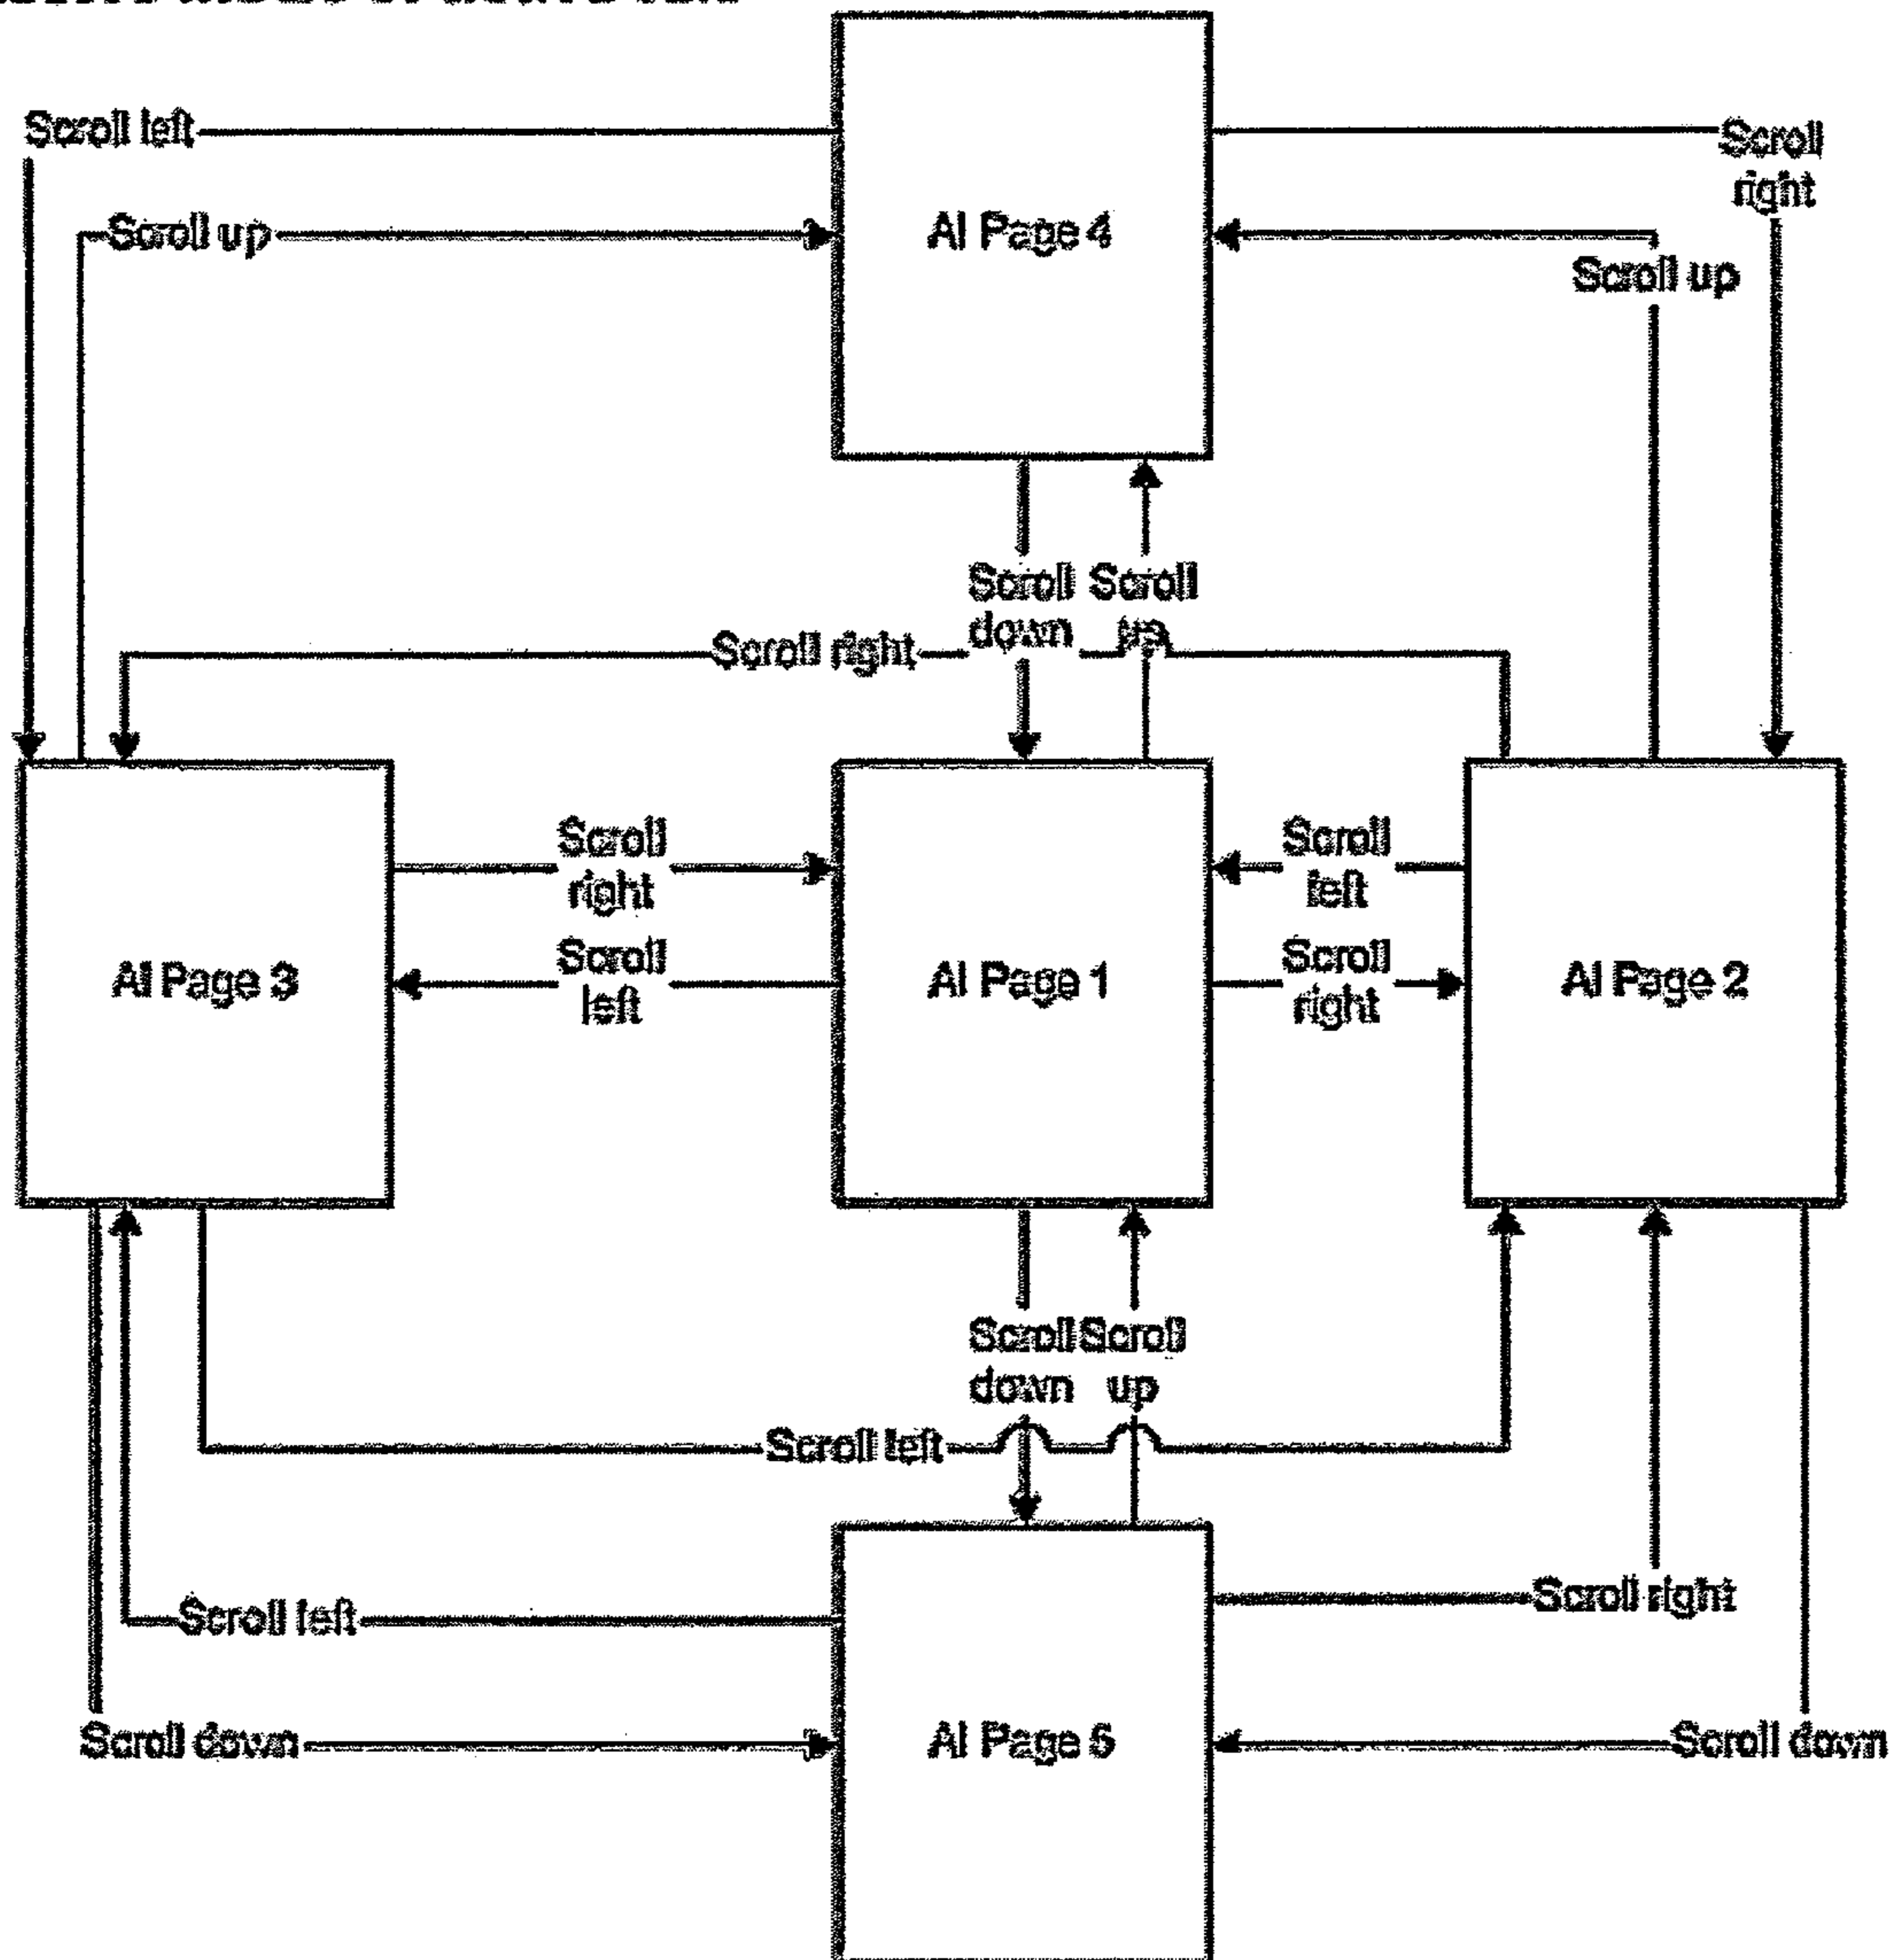 Scroll left
Scroll
right
Scroll up
AI Page 4
Scroll up
Scroll Scroll
down up
Scroll right
Scroll
right
Scroll
left
AI Page 3
Scroll
left
AI Page 1
Scroll
right
AI Page 2
Scroll Scroll
down up
Scroll left
Scroll right
Scroll left
Scroll down
AI Page 5
Scroll down